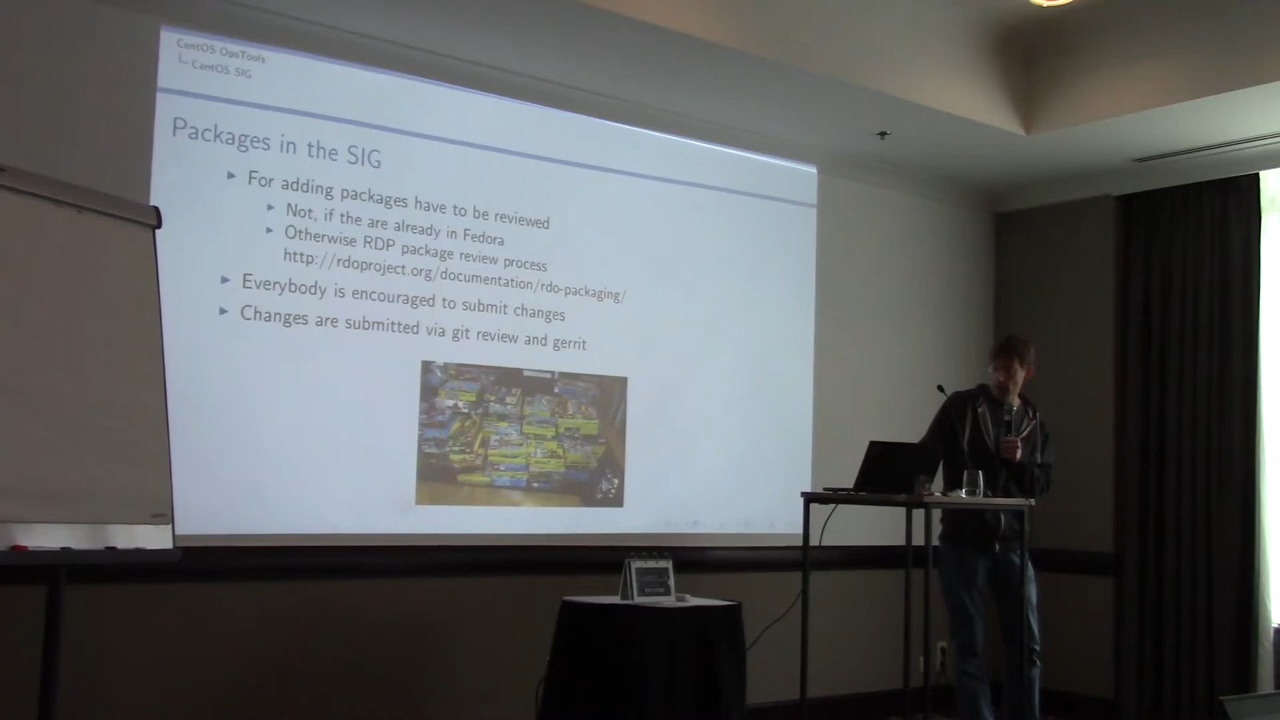 CentOS OpsTools
CentOS SIG
Packages in the SIG
For adding packages have to be reviewed
Not, if the are already in Fedora
Otherwise RDP package review process
http://rdoproject.org/documentation/rdo-packaging/
Everybody is encouraged to submit changes
Changes are submitted via git review and gerrit